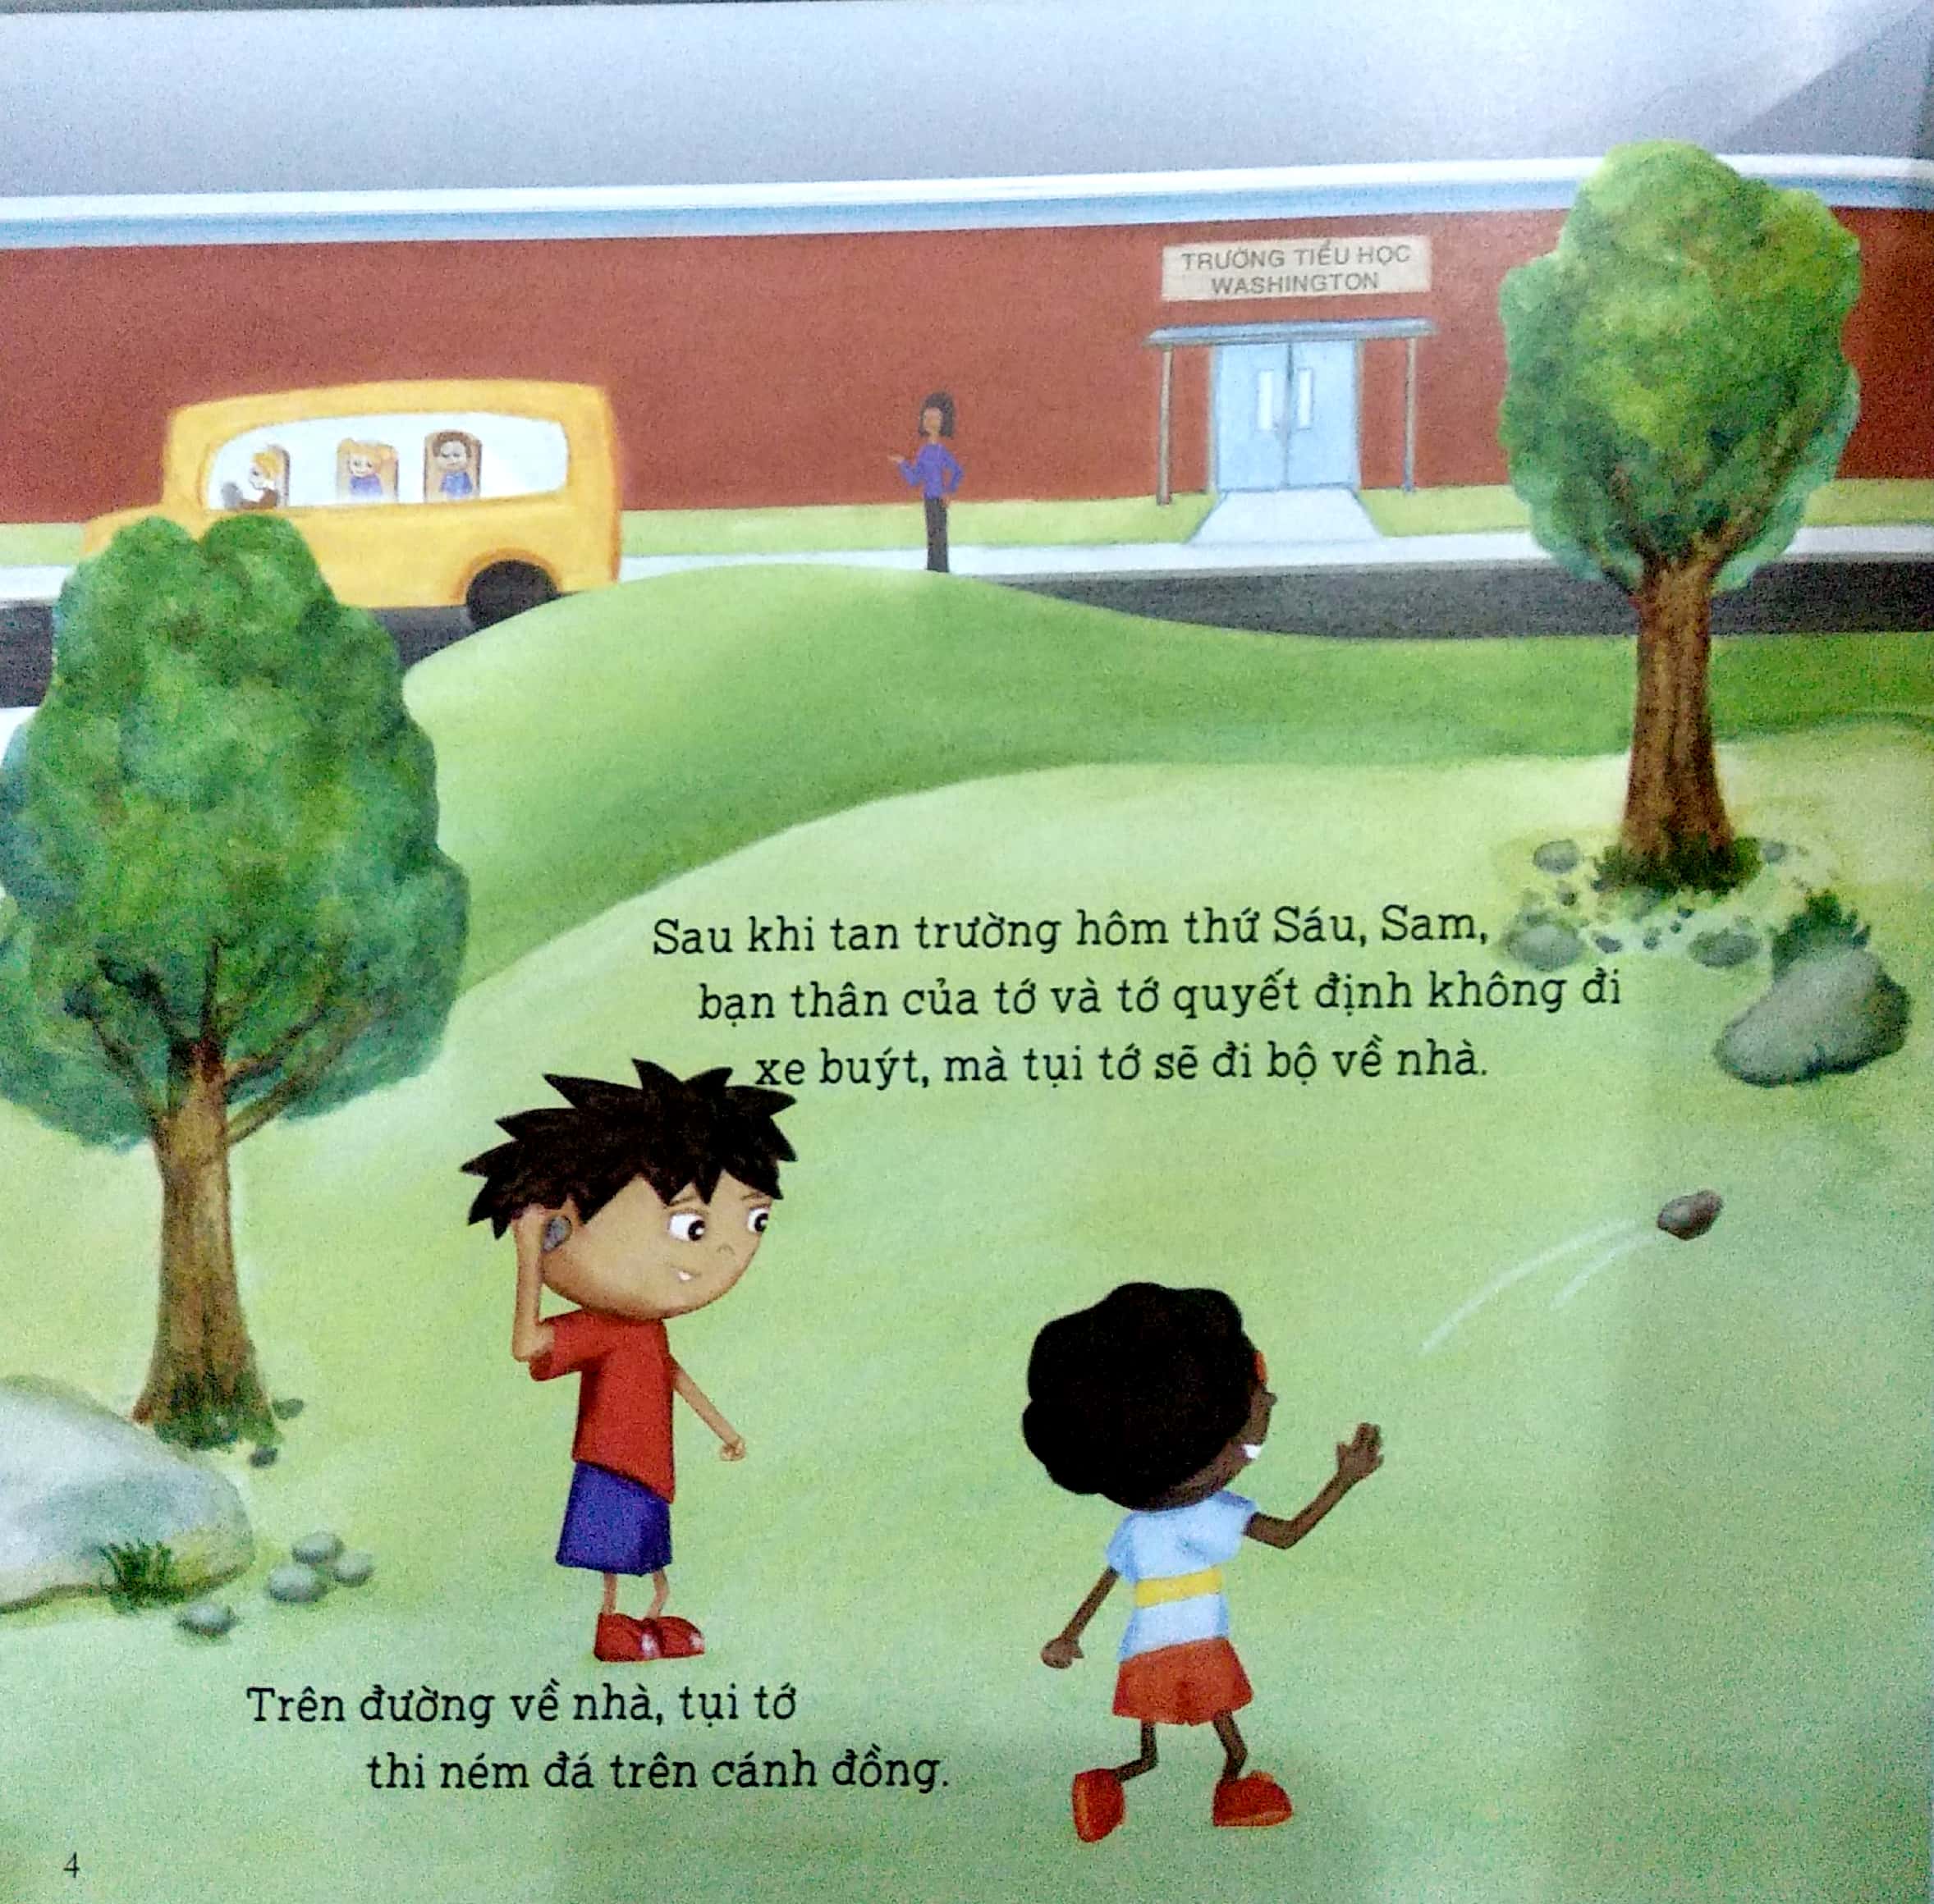 TRƯỜNG TIỂU HỌC
WASHINGTON
Sau khi tan trường hôm thứ Sáu, Sam,
bạn thân của tớ và tớ quyết định không đi
xe buýt, mà tụi tớ sẽ đi bộ về nhà.
Trên đường về nhà, tụi tớ
thi ném đá trên cánh đồng.
4